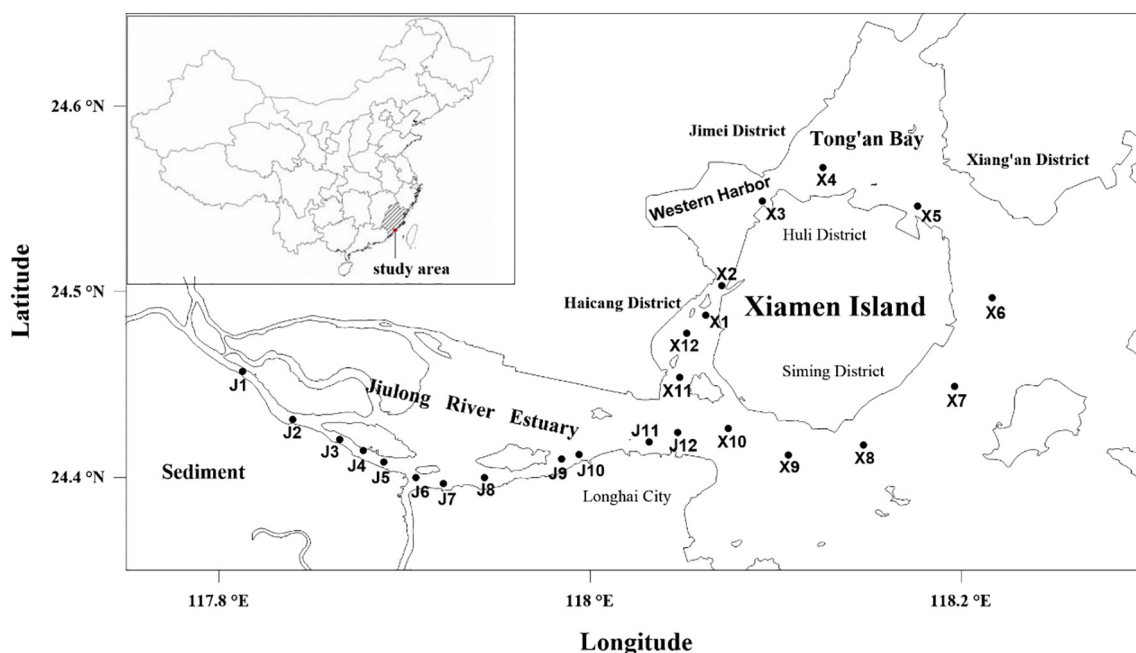 24.6 °N
24.5 °N
24.4 °N
Latitude
study area
Jimei District
Tong'an Bay
Xiang'an District
X4
Western Harbor
X3
X5
Huli District
X2
Haicang District
Xiamen Island
X1
X6
X12
Siming District
X11
X7
J1
Jiulong River Estuary
J2
J3
J4
J5
J6
J7
J8
J9
J10
J11
J12
X10
X9
X8
Sediment
Longhai City
117.8 °E
118 °E
118.2 °E
Longitude